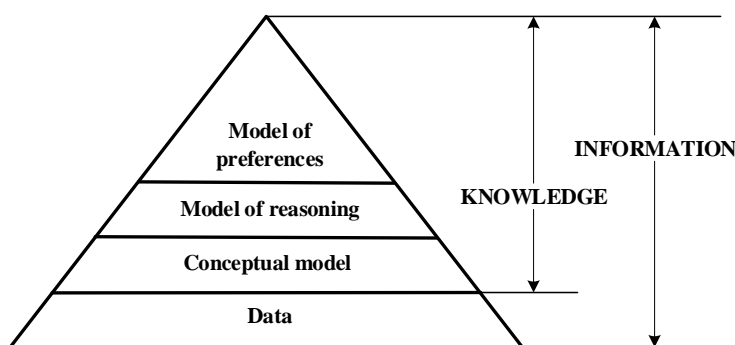 Model of
preferences
INFORMATION
KNOWLEDGE
Model of reasoning
Conceptual model
Data